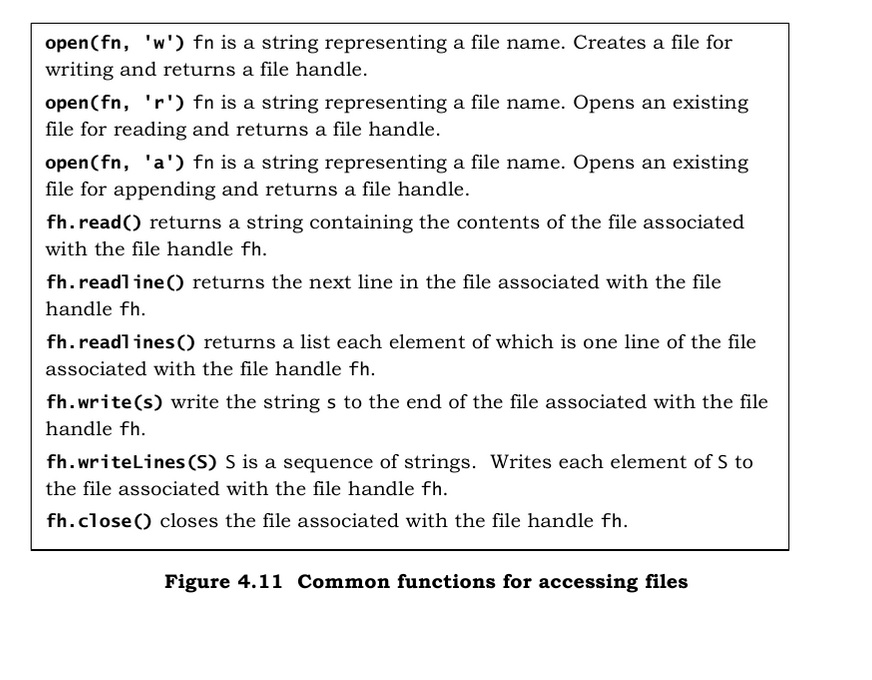 open(fn, 'w') fn is a string representing a file name. Creates a file for
writing and returns a file handle.
open(fn, 'r') fn is a string representing a file name. Opens an existing
file for reading and returns a file handle.
open(fn, 'a') fn is a string representing a file name. Opens an existing
file for appending and returns a file handle.
fh.read() returns a string containing the contents of the file associated
with the file handle fh.
fh.readline() returns the next line in the file associated with the file
handle fh.
fh.readlines() returns a list each element of which is one line of the file
associated with the file handle fh.
fh.write(s) write the string s to the end of the file associated with the file
handle fh.
fh.writeLines(S) S is a sequence of strings.  Writes each element of S to
the file associated with the file handle fh.
fh.close() closes the file associated with the file handle fh.
Figure 4.11  Common functions for accessing files